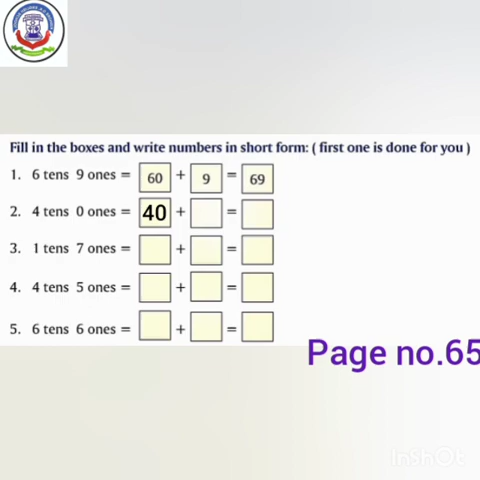 Fill in the boxes and write numbers in short form: ( first one is done for you )
1. 6 tens 9 ones = 60 + 9 = 69
2. 4 tens 0 ones = 40 + =
3. 1 tens 7 ones = + =
4. 4 tens 5 ones = + =
5. 6 tens 6 ones = + =
Page no.65
InShOt